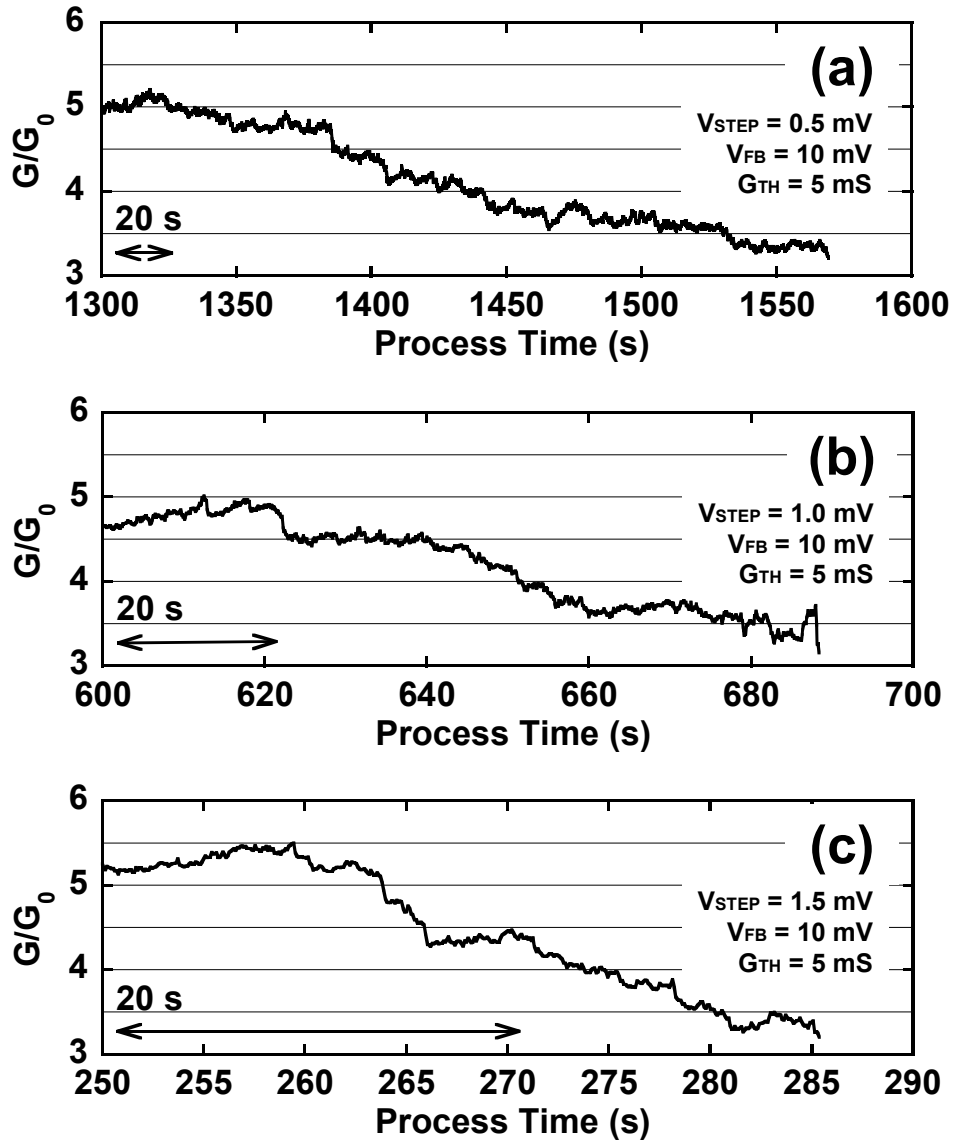 6
5
4
3
G/G0
(a)
VSTEP = 0.5 mV
VFB = 10 mV
GTH = 5 mS
20 s
1300 1350 1400 1450 1500 1550 1600
Process Time (s)
6
5
4
3
G/G0
(b)
VSTEP = 1.0 mV
VFB = 10 mV
GTH = 5 mS
20 s
600 620 640 660 680 700
Process Time (s)
6
5
4
3
G/G0
(c)
VSTEP = 1.5 mV
VFB = 10 mV
GTH = 5 mS
20 s
250 255 260 265 270 275 280 285 290
Process Time (s)